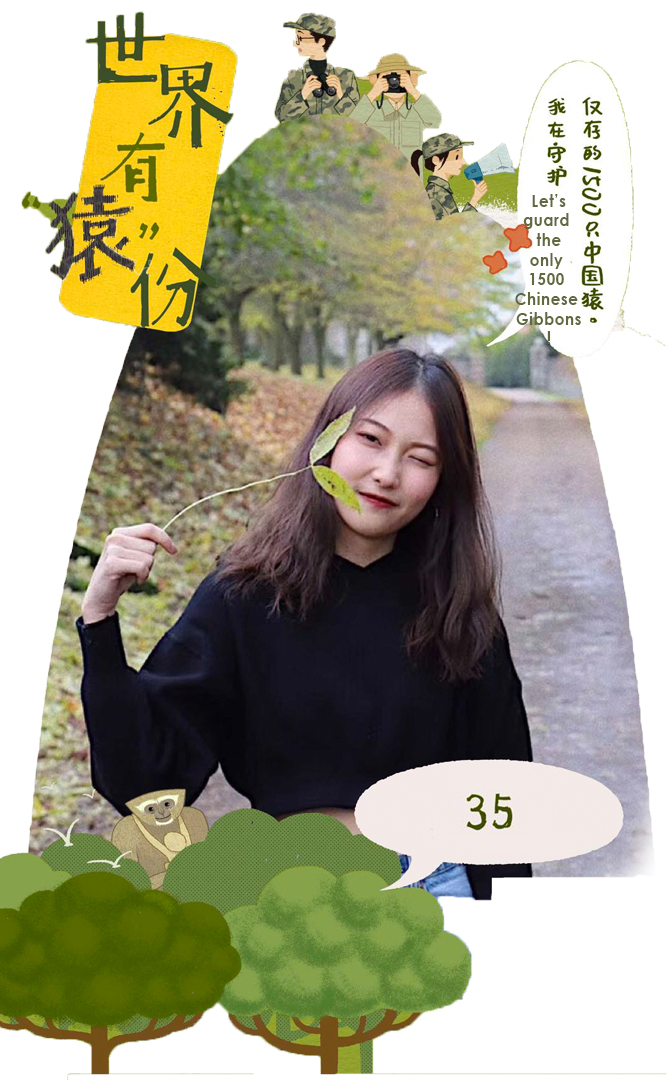 世界有“猿”份
仅存的1500只中国猿。
我在守护
Let's
guard
the
only
1500
Chinese
Gibbons
!
35